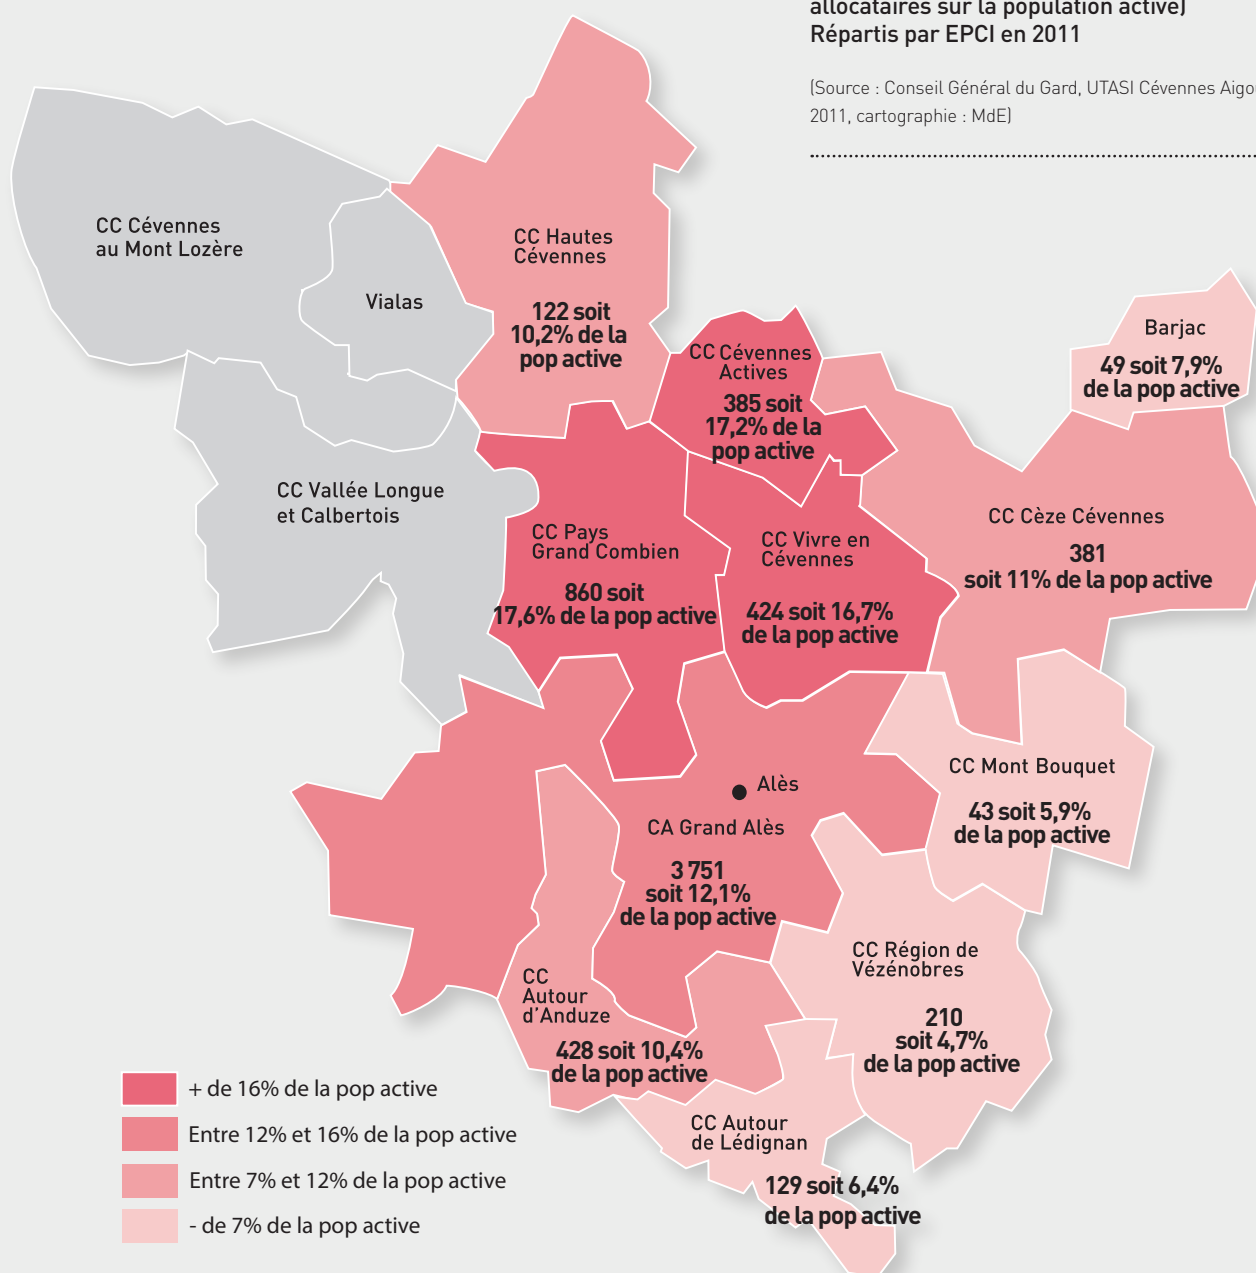 allocataires sur la population active)
Répartis par EPCI en 2011
(Source : Conseil Général du Gard, UTASI Cévennes
2011, cartographie : MdE)
CC Cévennes
au Mont Lozère
Vialas
CC Hautes
Cévennes
122 soit
10,2% de la
pop active
CC Cévennes
Actives
385 soit
17,2% de la
pop active
Barjac
49 soit 7,9%
de la pop active
CC Vallée Longue
et Calbertois
CC Pays
Grand Combien
860 soit
17,6% de la pop active
CC Vivre en
Cévennes
424 soit 16,7%
de la pop active
CC Cèze Cévennes
381
soit 11% de la pop active
CC Mont Bouquet
43 soit 5,9%
de la pop active
Alès
CA Grand Alès
3 751
soit 12,1%
de la pop active
CC Région de
Vézénobres
210
soit 4,7%
de la pop active
CC
Autour
d'Anduze
428 soit 10,4%
de la pop active
CC Autour
de Lédignan
129 soit 6,4%
de la pop active
+ de 16% de la pop active
Entre 12% et 16% de la pop active
Entre 7% et 12% de la pop active
- de 7% de la pop active